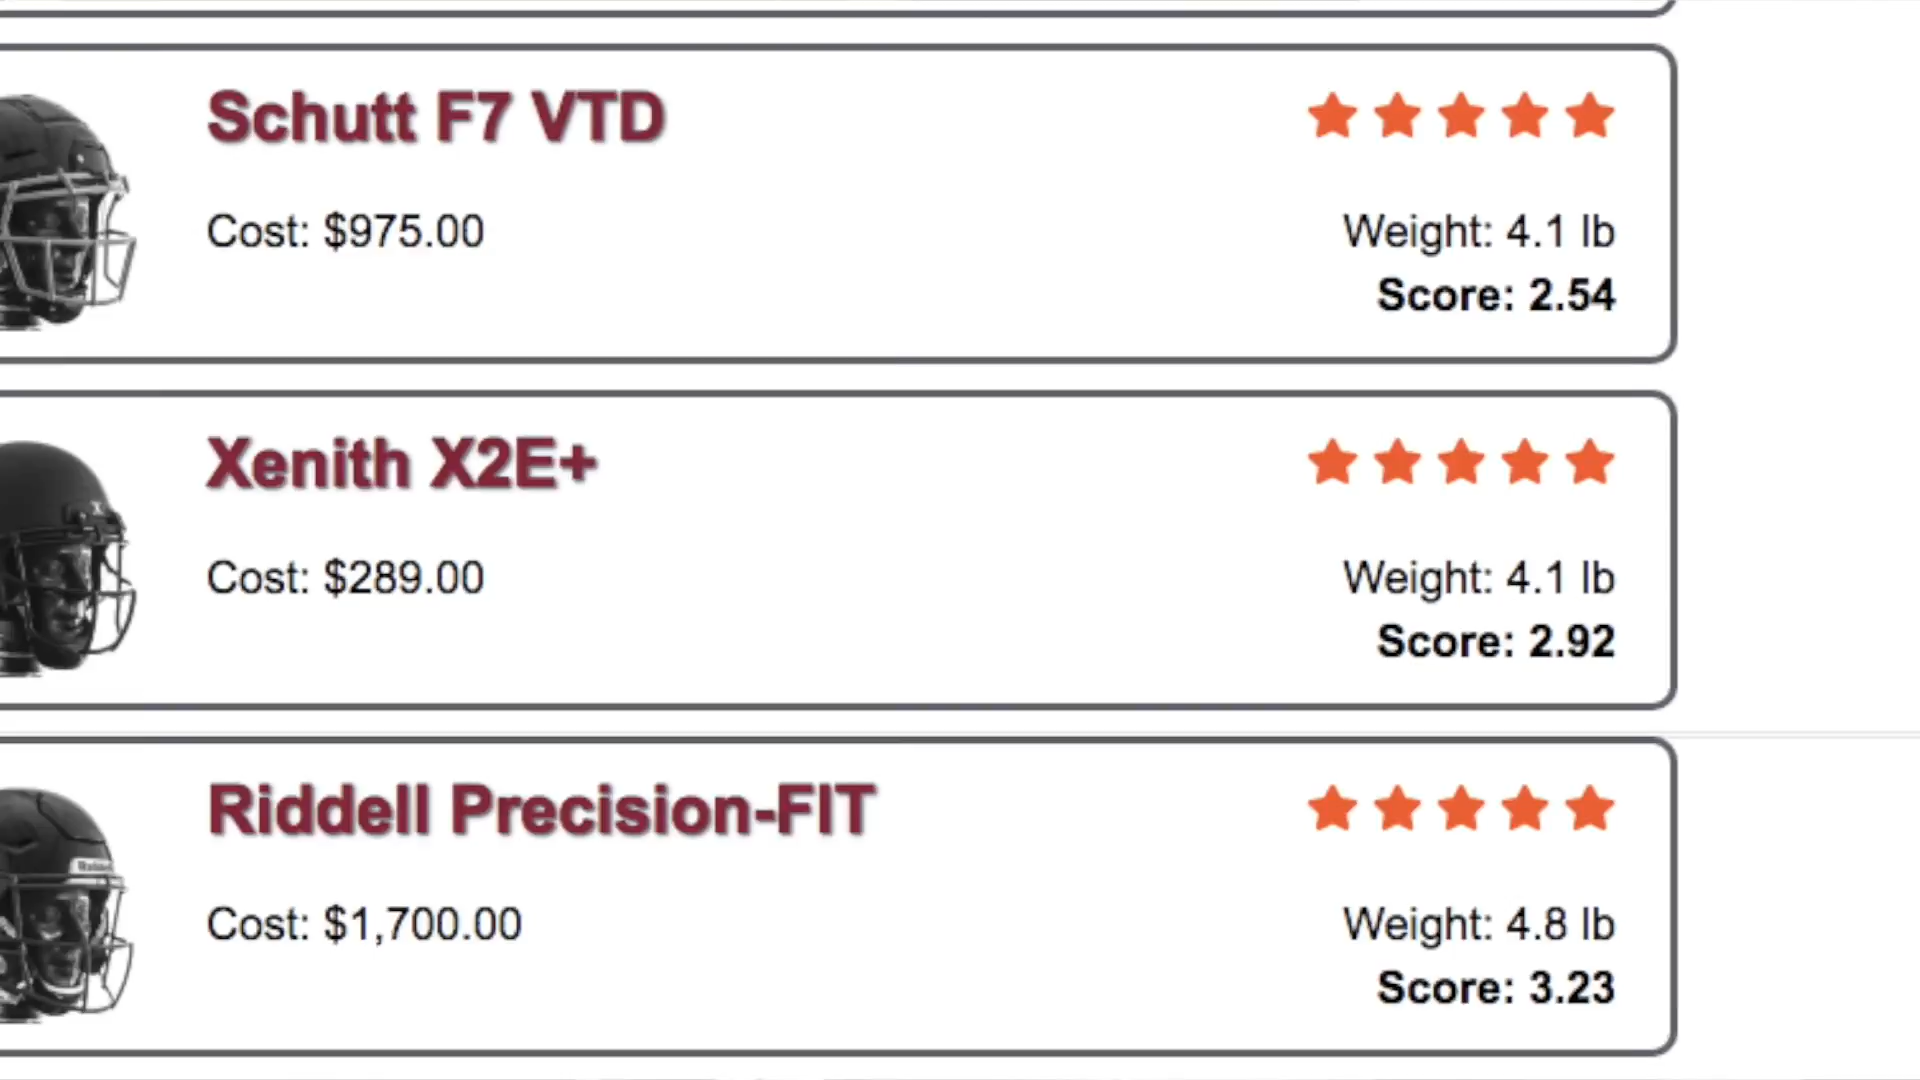 Schutt F7 VTD
Cost: $975.00
Weight: 4.1 lb
Score: 2.54
Xenith X2E+
Cost: $289.00
Weight: 4.1 lb
Score: 2.92
Riddell Precision-FIT
Cost: $1,700.00
Weight: 4.8 lb
Score: 3.23